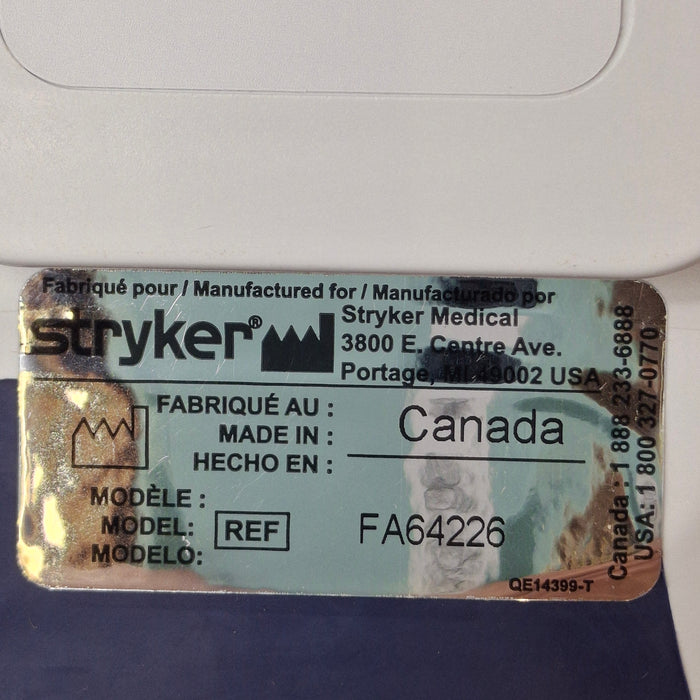 Fabriqué pour / Manufactured for / Manufacturado por
stryker®
Stryker Medical
3800 E. Centre Ave.
Portage, MI 49002 USA
FABRIQUÉ AU :
MADE IN :
HECHO EN :
Canada
MODÈLE :
MODEL:
MODELO:
REF
FA64226
QE14399-T
Canada : 1 888 233-6888
USA: 1 800 327-0770